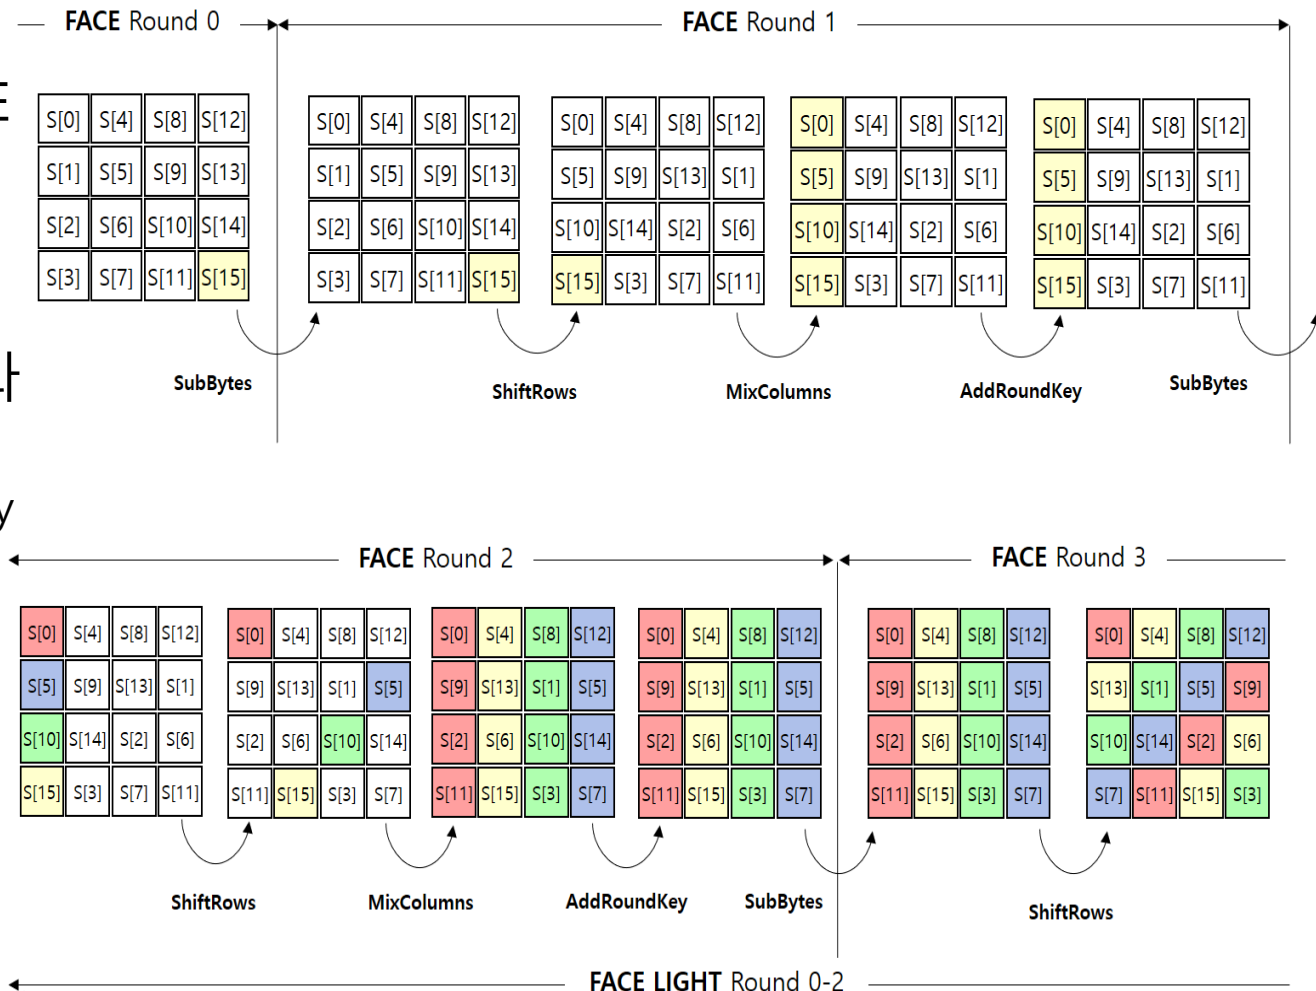 FACE Round 0 FACE Round 1
S[0] S[4] S[8] S[12] S[0] S[4] S[8] S[12] S[0] S[4] S[8] S[12] S[0] S[4] S[8] S[12] S[0] S[4] S[8] S[12]
S[1] S[5] S[9] S[13] S[1] S[5] S[9] S[13] S[5] S[9] S[13] S[1] S[5] S[9] S[13] S[1] S[5] S[9] S[13] S[1]
S[2] S[6] S[10] S[14] S[2] S[6] S[10] S[14] S[10] S[14] S[2] S[6] S[10] S[14] S[2] S[6] S[10] S[14] S[2] S[6]
S[3] S[7] S[11] S[15] S[3] S[7] S[11] S[15] S[15] S[3] S[7] S[11] S[15] S[3] S[7] S[11] S[15] S[3] S[7] S[11]
SubBytes ShiftRows MixColumns AddRoundKey SubBytes
y
FACE Round 2 FACE Round 3
S[0] S[4] S[8] S[12] S[0] S[4] S[8] S[12] S[0] S[4] S[8] S[12] S[0] S[4] S[8] S[12] S[0] S[4] S[8] S[12] S[0] S[4] S[8] S[12]
S[5] S[9] S[13] S[1] S[9] S[13] S[1] S[5] S[9] S[13] S[1] S[5] S[9] S[13] S[1] S[5] S[9] S[13] S[1] S[5] S[13] S[1] S[5] S[9]
S[10] S[14] S[2] S[6] S[2] S[6] S[10] S[14] S[2] S[6] S[10] S[14] S[2] S[6] S[10] S[14] S[2] S[6] S[10] S[14] S[10] S[14] S[2] S[6]
S[15] S[3] S[7] S[11] S[11] S[15] S[3] S[7] S[11] S[15] S[3] S[7] S[11] S[15] S[3] S[7] S[11] S[15] S[3] S[7] S[7] S[11] S[15] S[3]
ShiftRows MixColumns AddRoundKey SubBytes ShiftRows
FACE LIGHT Round 0-2